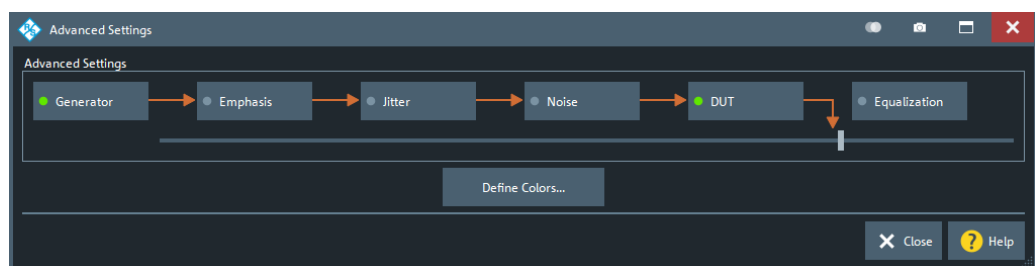 Advanced Settings
Advanced Settings
Generator Emphasis Jitter Noise DUT Equalization
Define Colors...
Close ? Help